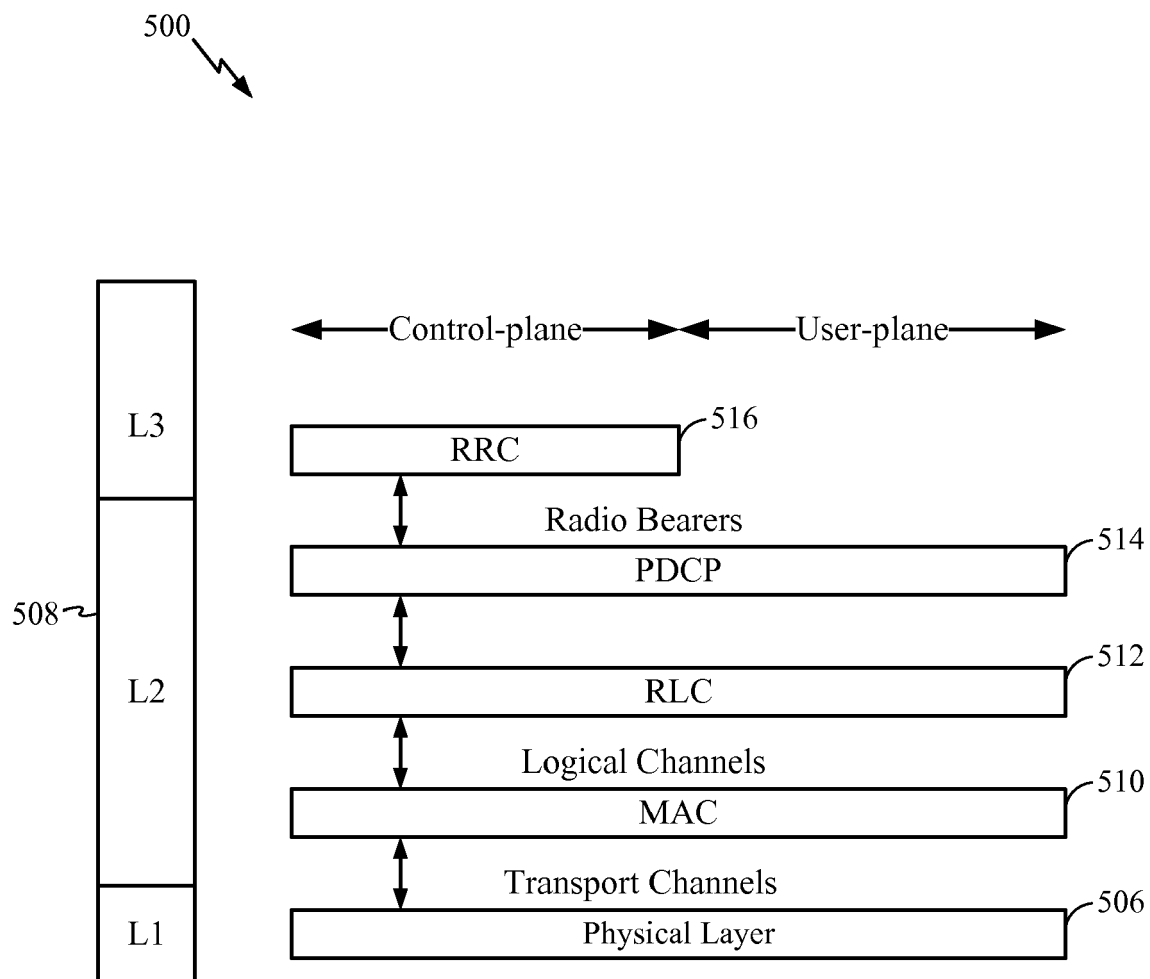 500
Control-plane User-plane
L3
RRC
516
Radio Bearers
514
PDCP
508
L2
512
RLC
Logical Channels
510
MAC
Transport Channels
506
L1
Physical Layer